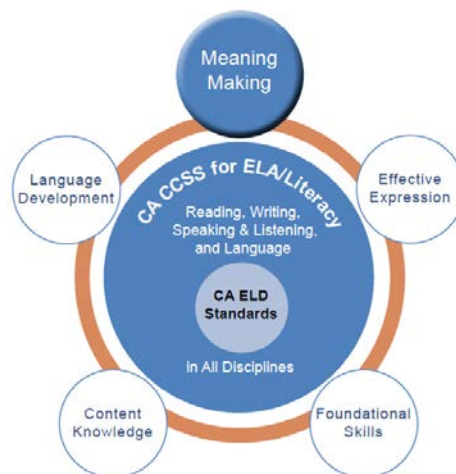 Meaning
Making
Language
Development
Effective
Expression
CA CCSS for ELA/Literacy
Reading, Writing,
Speaking & Listening,
and Language
CA ELD
Standards
in All Disciplines
Content
Knowledge
Foundational
Skills